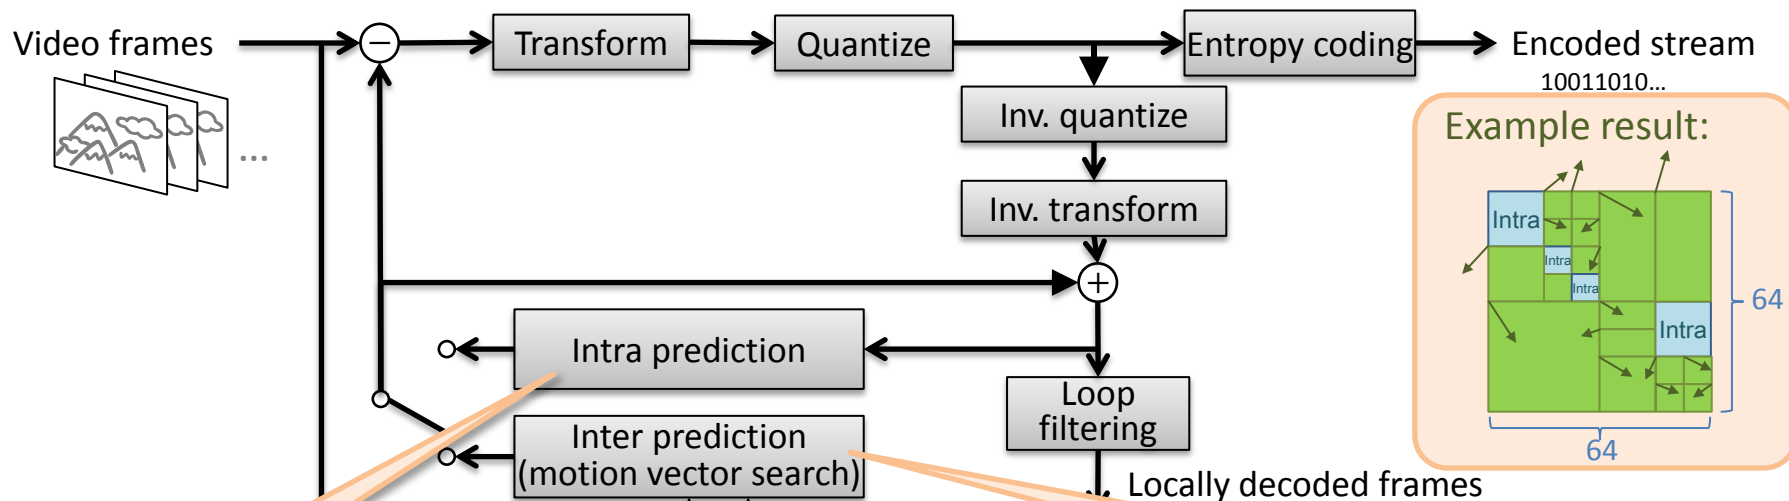 Video frames
...
Transform
Quantize
Entropy coding
Encoded stream
10011010...
Inv. quantize
Inv. transform
Intra prediction
Inter prediction
(motion vector search)
Loop
filtering
Locally decoded frames
Example result:
Intra
Intra
Intra
Intra
64
64